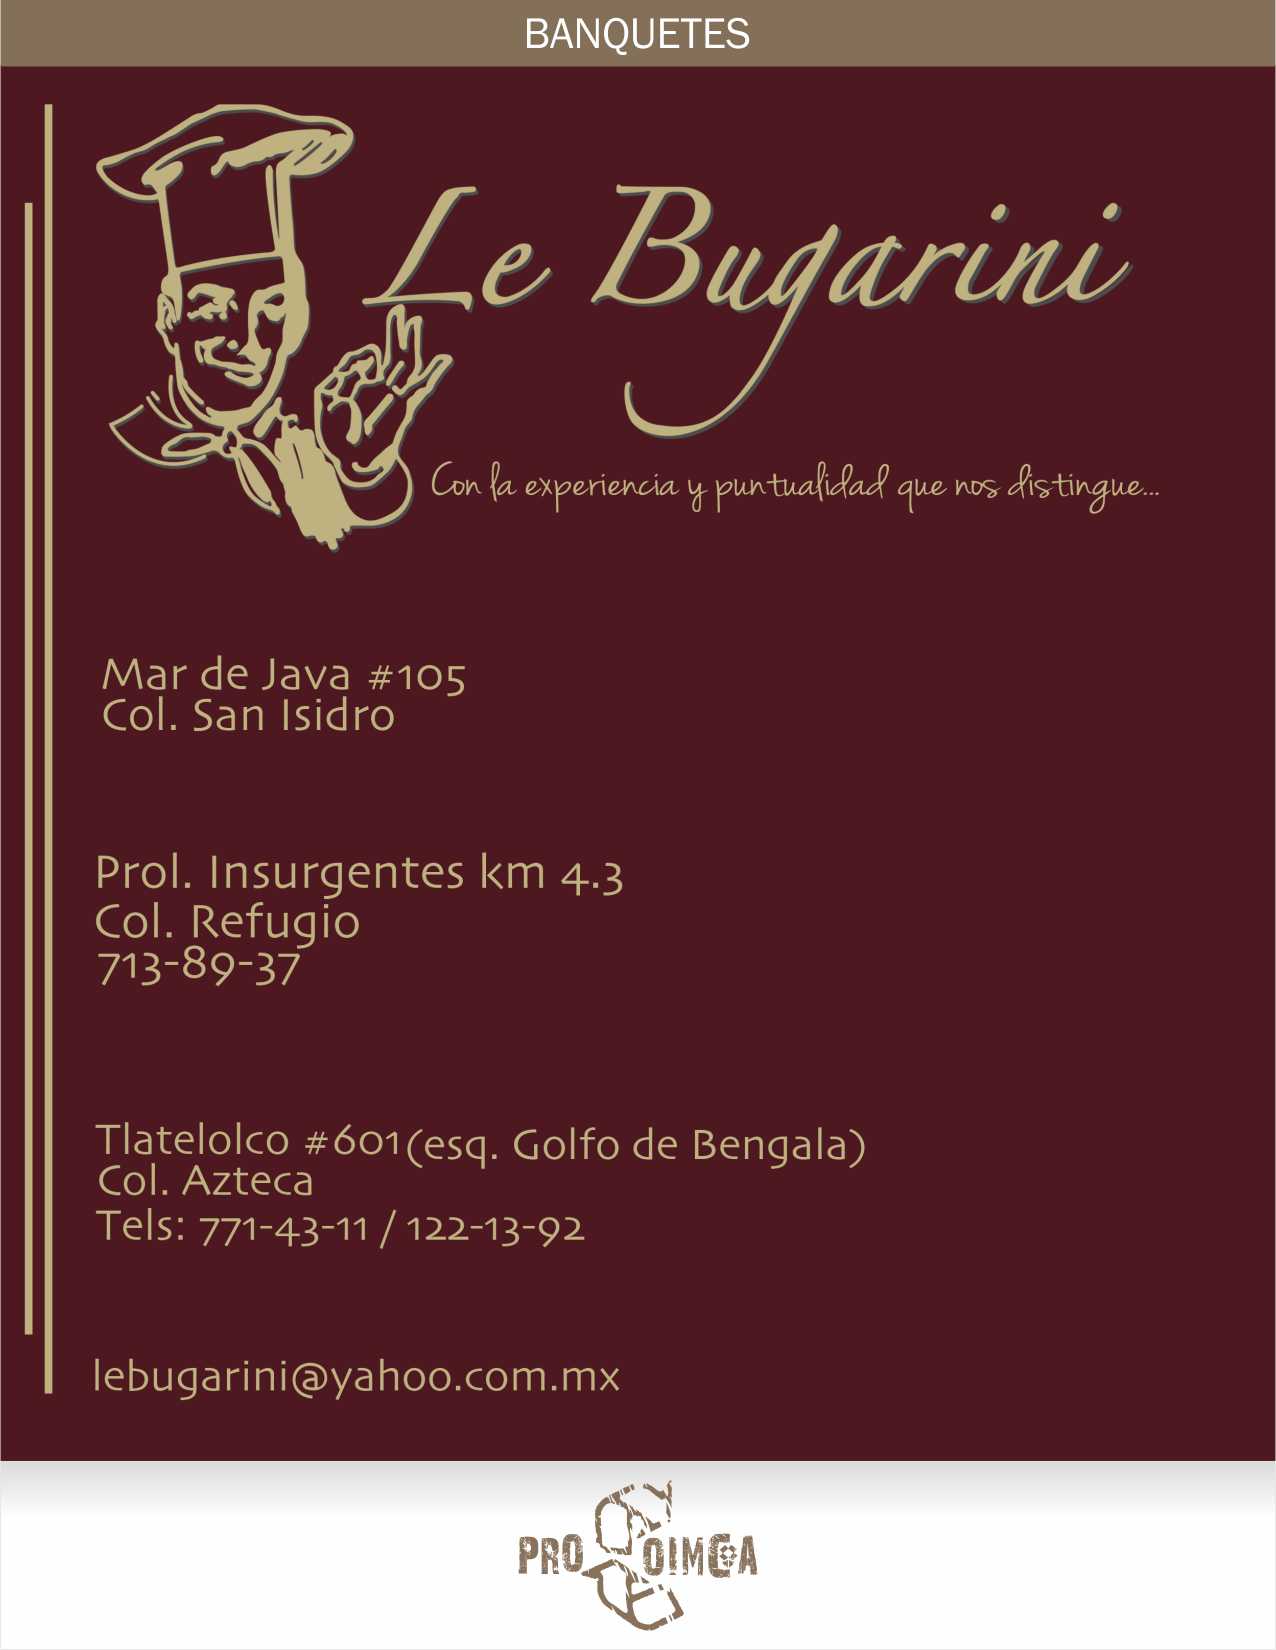 BANQUETES
Le Bugarini
Con la experiencia y puntualidad que nos distingue...
Mar de Java #105
Col. San Isidro
Prol. Insurgentes km 4.3
Col. Refugio
713-89-37
Tlatelolco #601(esq. Golfo de Bengala)
Col. Azteca
Tels: 771-43-11 / 122-13-92
lebugarini@yahoo.com.mx
PRO SOIMCA